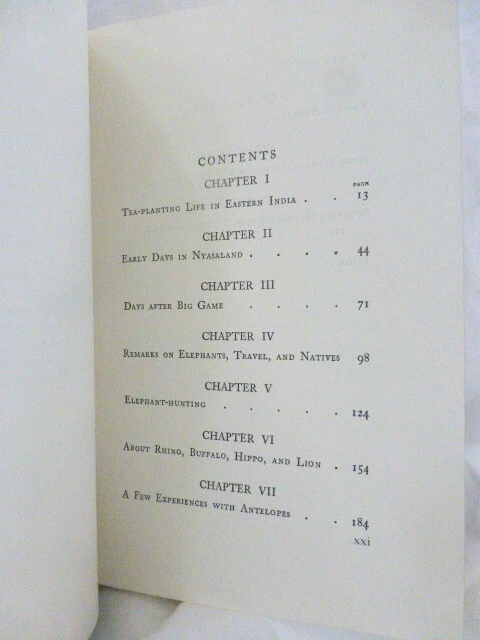 CONTENTS
CHAPTER I
PAGE
Tea-planting Life in Eastern India . . 13
CHAPTER II
Early Days in Nyasaland . . . . 44
CHAPTER III
Days after Big Game . . . . 71
CHAPTER IV
Remarks on Elephants, Travel, and Natives 98
CHAPTER V
Elephant-hunting . . . . . 124
CHAPTER VI
About Rhino, Buffalo, Hippo, and Lion . 154
CHAPTER VII
A Few Experiences with Antelopes . . 184
xxi